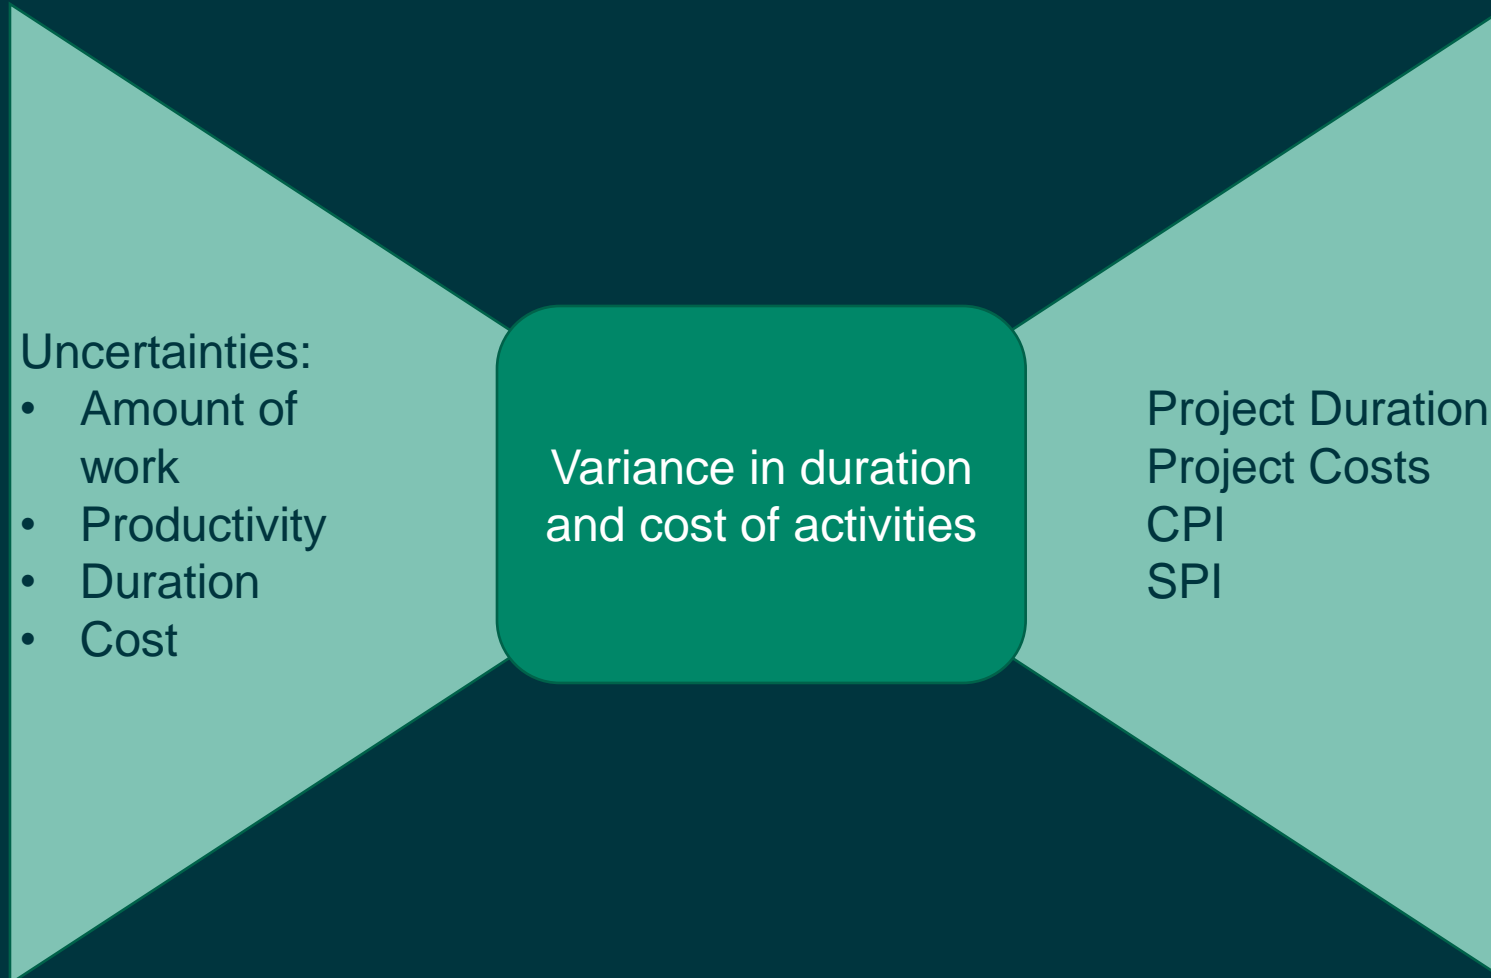 Uncertainties:
• Amount of
work
• Productivity
• Duration
• Cost
Variance in duration
and cost of activities
Project Duration
Project Costs
CPI
SPI